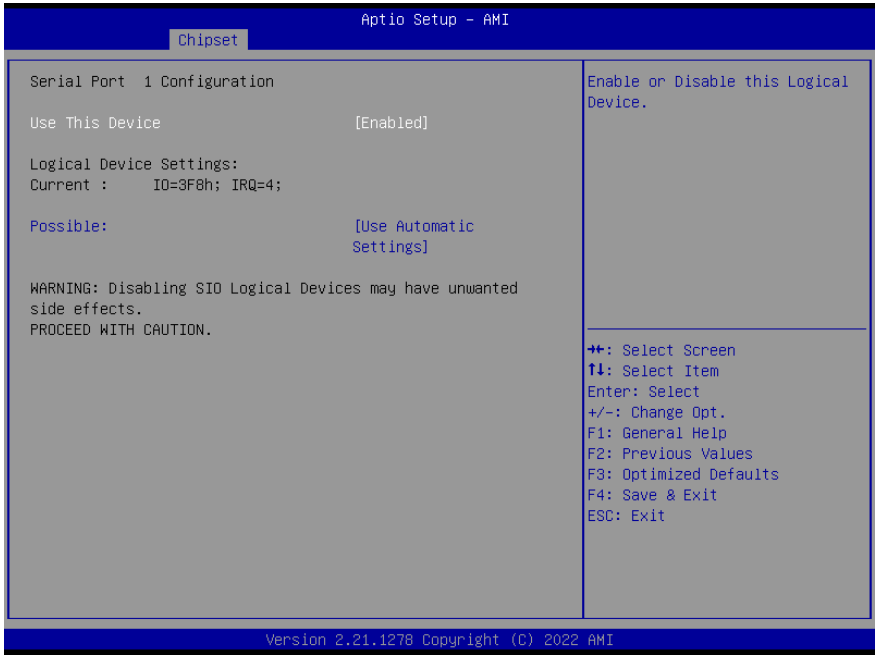 Aptio Setup – AMI
Chipset
Serial Port 1 Configuration
Use This Device [Enabled]
Logical Device Settings:
Current : IO=3F8h; IRQ=4;
Possible: [Use Automatic
Settings]
WARNING: Disabling SIO Logical Devices may have unwanted
side effects.
PROCEED WITH CAUTION.
Enable or Disable this Logical
Device.
→←: Select Screen
↑↓: Select Item
Enter: Select
+/-: Change Opt.
F1: General Help
F2: Previous Values
F3: Optimized Defaults
F4: Save & Exit
ESC: Exit
Version 2.21.1278 Copyright (C) 2022 AMI